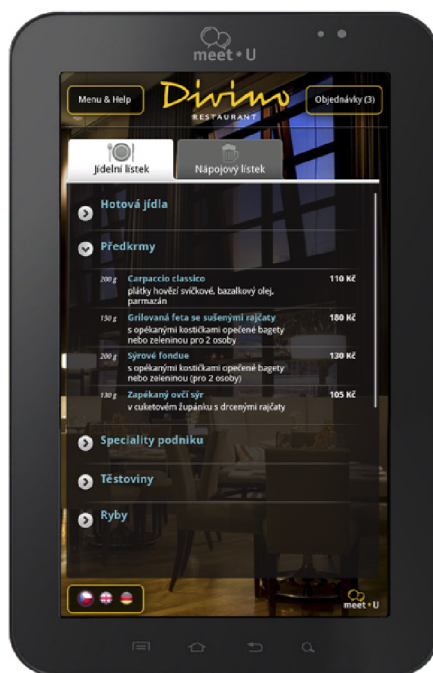 meet•U
Menu & Help
Divino
RESTAURANT
Objednávky (3)
Jídelní lístek
Nápojový lístek
Hotová jídla
Předkrmy
200 g Carpaccio classico 110 Kč
plátky hovězí svíčkové, bazalkový olej,
parmazán
150 g Grilovaná feta se sušenými rajčaty 180 Kč
s opékanými kostičkami opečené bagety
nebo zeleninou pro 2 osoby
200 g Sýrové fondue 130 Kč
s opékanými kostičkami opečené bagety
nebo zeleninou (pro 2 osoby)
130 g Zapékaný ovčí sýr 105 Kč
v cuketovém župánku s drcenými rajčaty
Speciality podniku
Těstoviny
Ryby
meet•U